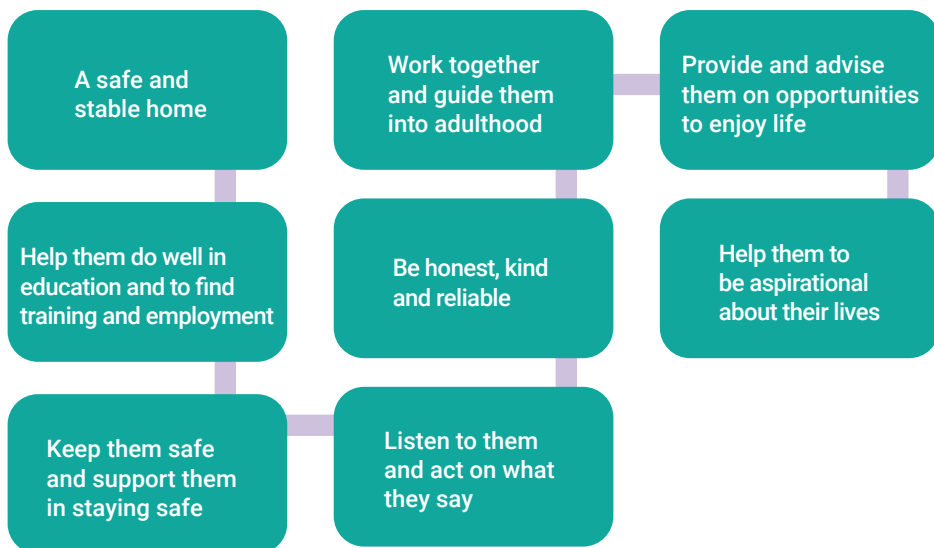 A safe and
stable home
Help them do well in
education and to find
training and employment
Keep them safe
and support them
in staying safe
Listen to them
and act on what
they say
Be honest, kind
and reliable
Work together
and guide them
into adulthood
Provide and advise
them on opportunities
to enjoy life
Help them to
be aspirational
about their lives